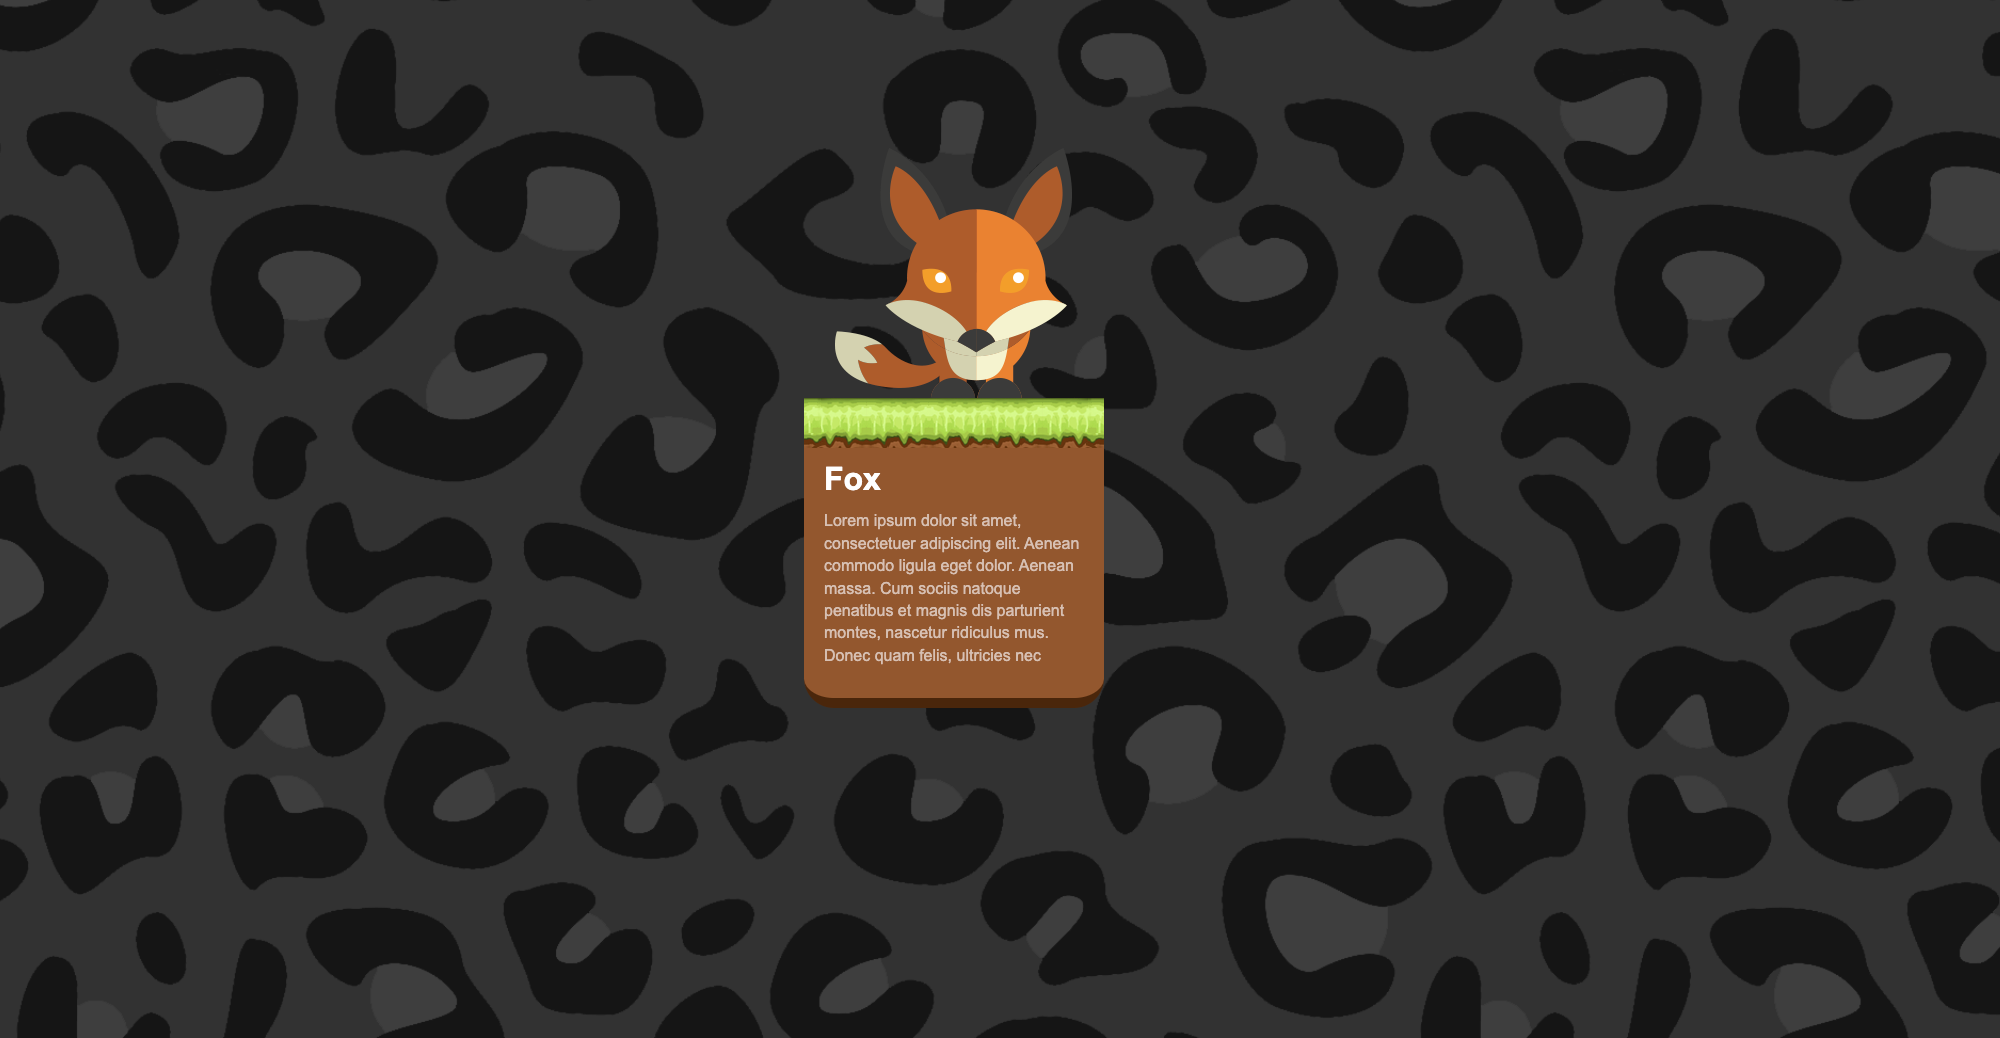 Fox
Lorem ipsum dolor sit amet,
consectetuer adipiscing elit. Aenean
commodo ligula eget dolor. Aenean
massa. Cum sociis natoque
penatibus et magnis dis parturient
montes, nascetur ridiculus mus.
Donec quam felis, ultricies nec